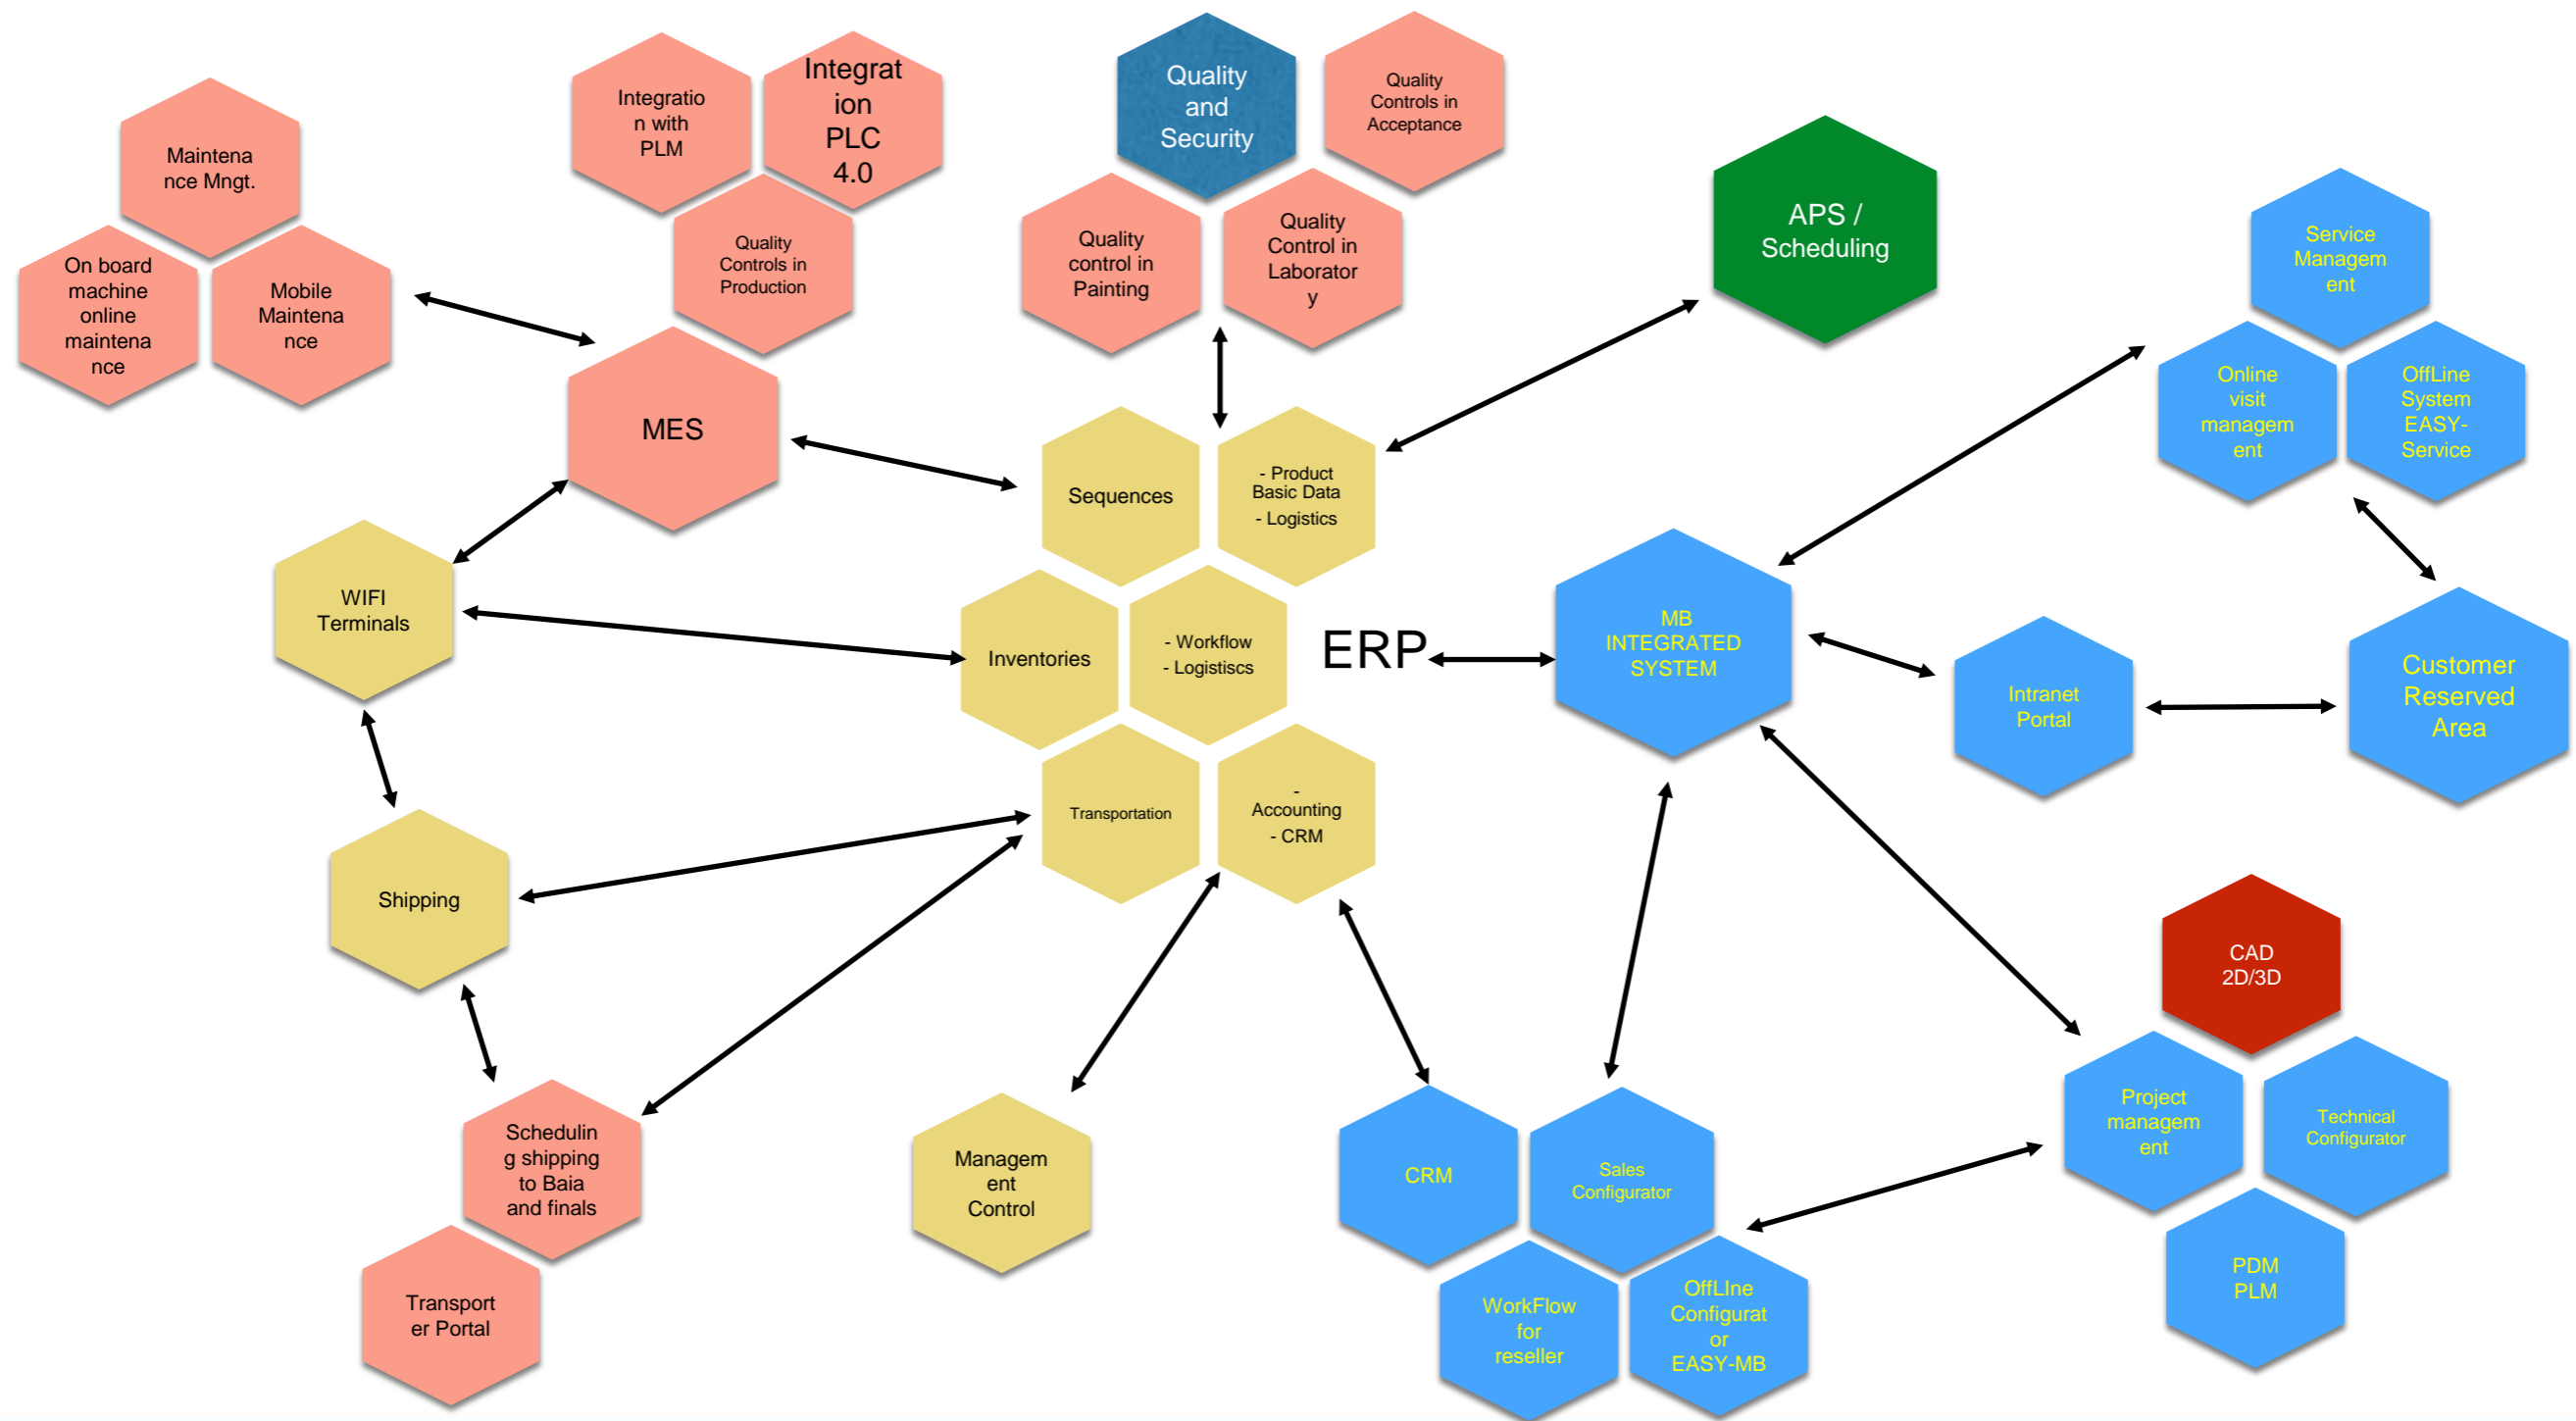 Maintena
nce Mngt.
On board
machine
online
maintena
nce
Mobile
Maintena
nce
Integratio
n with
PLM
Integrat
ion
PLC
4.0
Quality
Controls in
Production
MES
Quality
and
Security
Quality
Controls in
Acceptance
Quality
control in
Painting
Quality
Control in
Laborator
y
APS /
Scheduling
Service
Managem
ent
Online
visit
managem
ent
OffLine
System
EASY-
Service
Sequences
- Product
Basic Data
- Logistics
WIFI
Terminals
Inventories
- Workflow
- Logistiscs
ERP
MB
INTEGRATED
SYSTEM
Intranet
Portal
Customer
Reserved
Area
Transportation
-
Accounting
- CRM
Shipping
CAD
2D/3D
Project
managem
ent
Technical
Configurator
PDM
PLM
Schedulin
g shipping
to Baia
and finals
Transport
er Portal
Managem
ent
Control
CRM
Sales
Configurator
WorkFlow
for
reseller
OffLIne
Configurat
or
EASY-MB